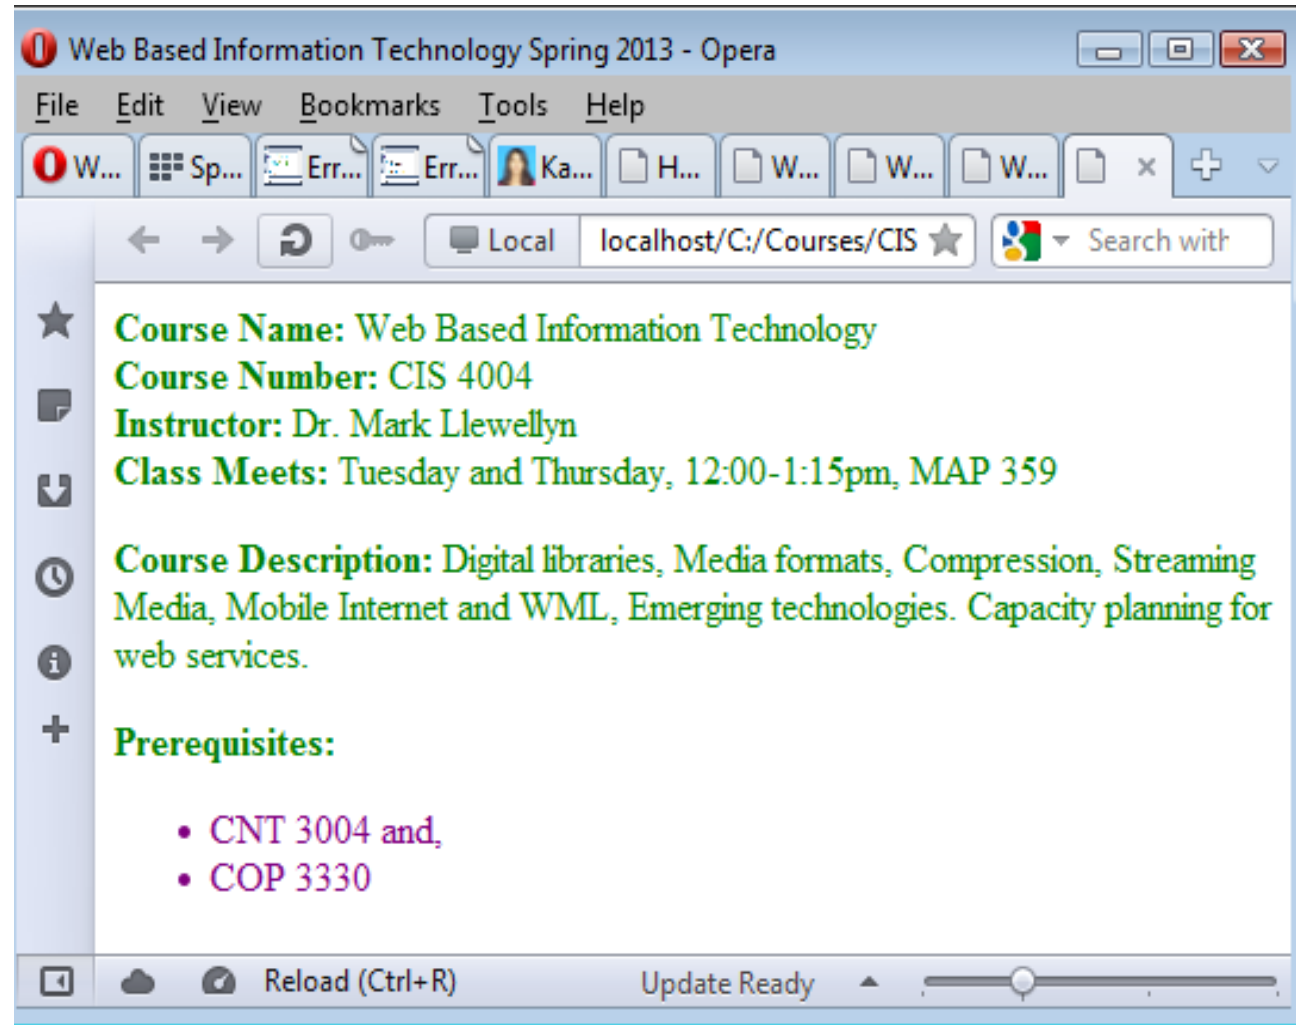 Web Based Information Technology Spring 2013 - Opera
File Edit View Bookmarks Tools Help
W... Sp... Err... Err... Ka... H... W... W... W...
Local localhost/C:/Courses/CIS Search with
Course Name: Web Based Information Technology
Course Number: CIS 4004
Instructor: Dr. Mark Llewellyn
Class Meets: Tuesday and Thursday, 12:00-1:15pm, MAP 359
Course Description: Digital libraries, Media formats, Compression, Streaming
Media, Mobile Internet and WML, Emerging technologies. Capacity planning for
web services.
Prerequisites:
• CNT 3004 and,
• COP 3330
Reload (Ctrl+R) Update Ready